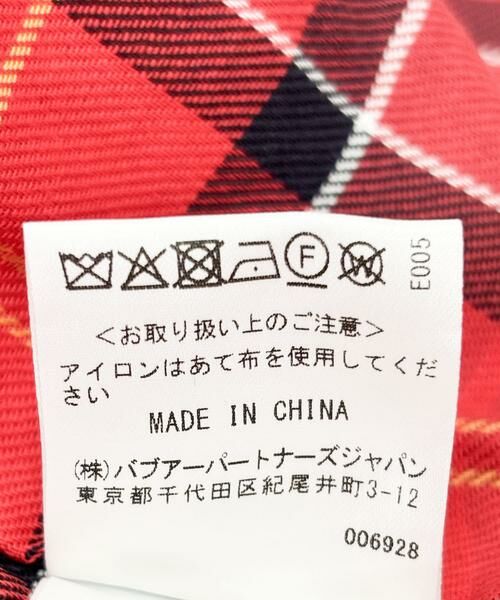 F W E005
＜お取り扱い上のご注意＞
アイロンはあて布を使用してくだ
さい
MADE IN CHINA
(株)バブアーパートナーズジャパン
東京都千代田区紀尾井町3-12
006928